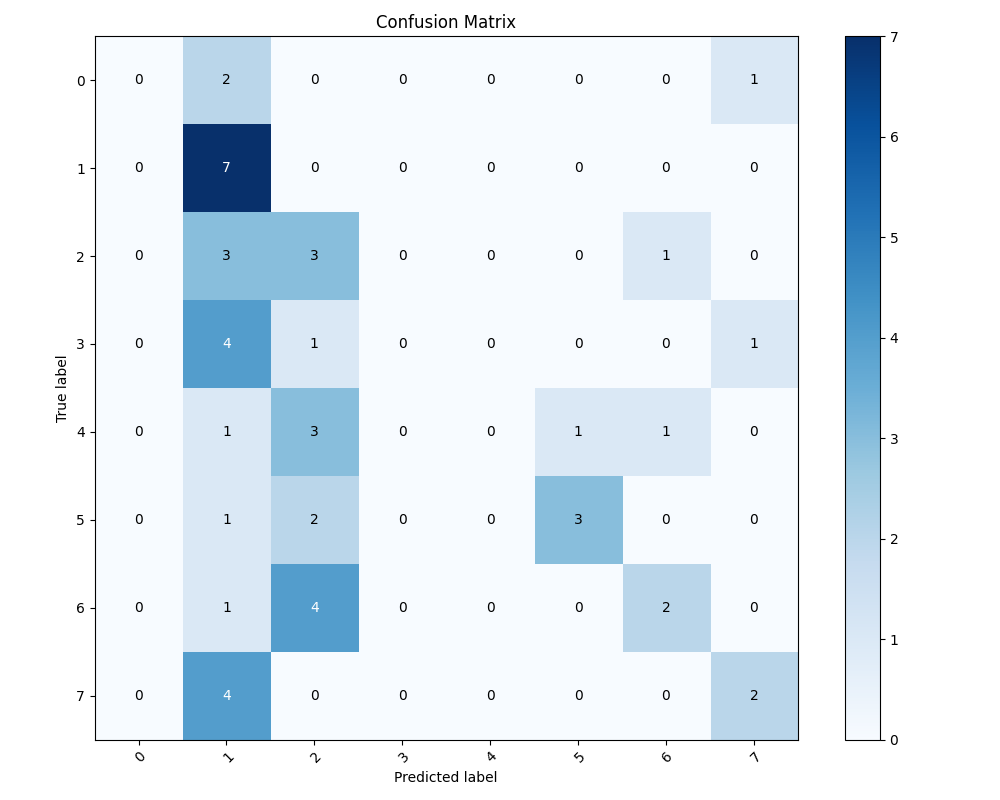 Confusion Matrix
0 0 2 0 0 0 0 0 1
1 0 7 0 0 0 0 0 0
2 0 3 3 0 0 0 1 0
3 0 4 1 0 0 0 0 1
4 0 1 3 0 0 1 1 0
5 0 1 2 0 0 3 0 0
6 0 1 4 0 0 0 2 0
7 0 4 0 0 0 0 0 2
0 1 2 3 4 5 6 7
Predicted label
True label
7
6
5
4
3
2
1
0